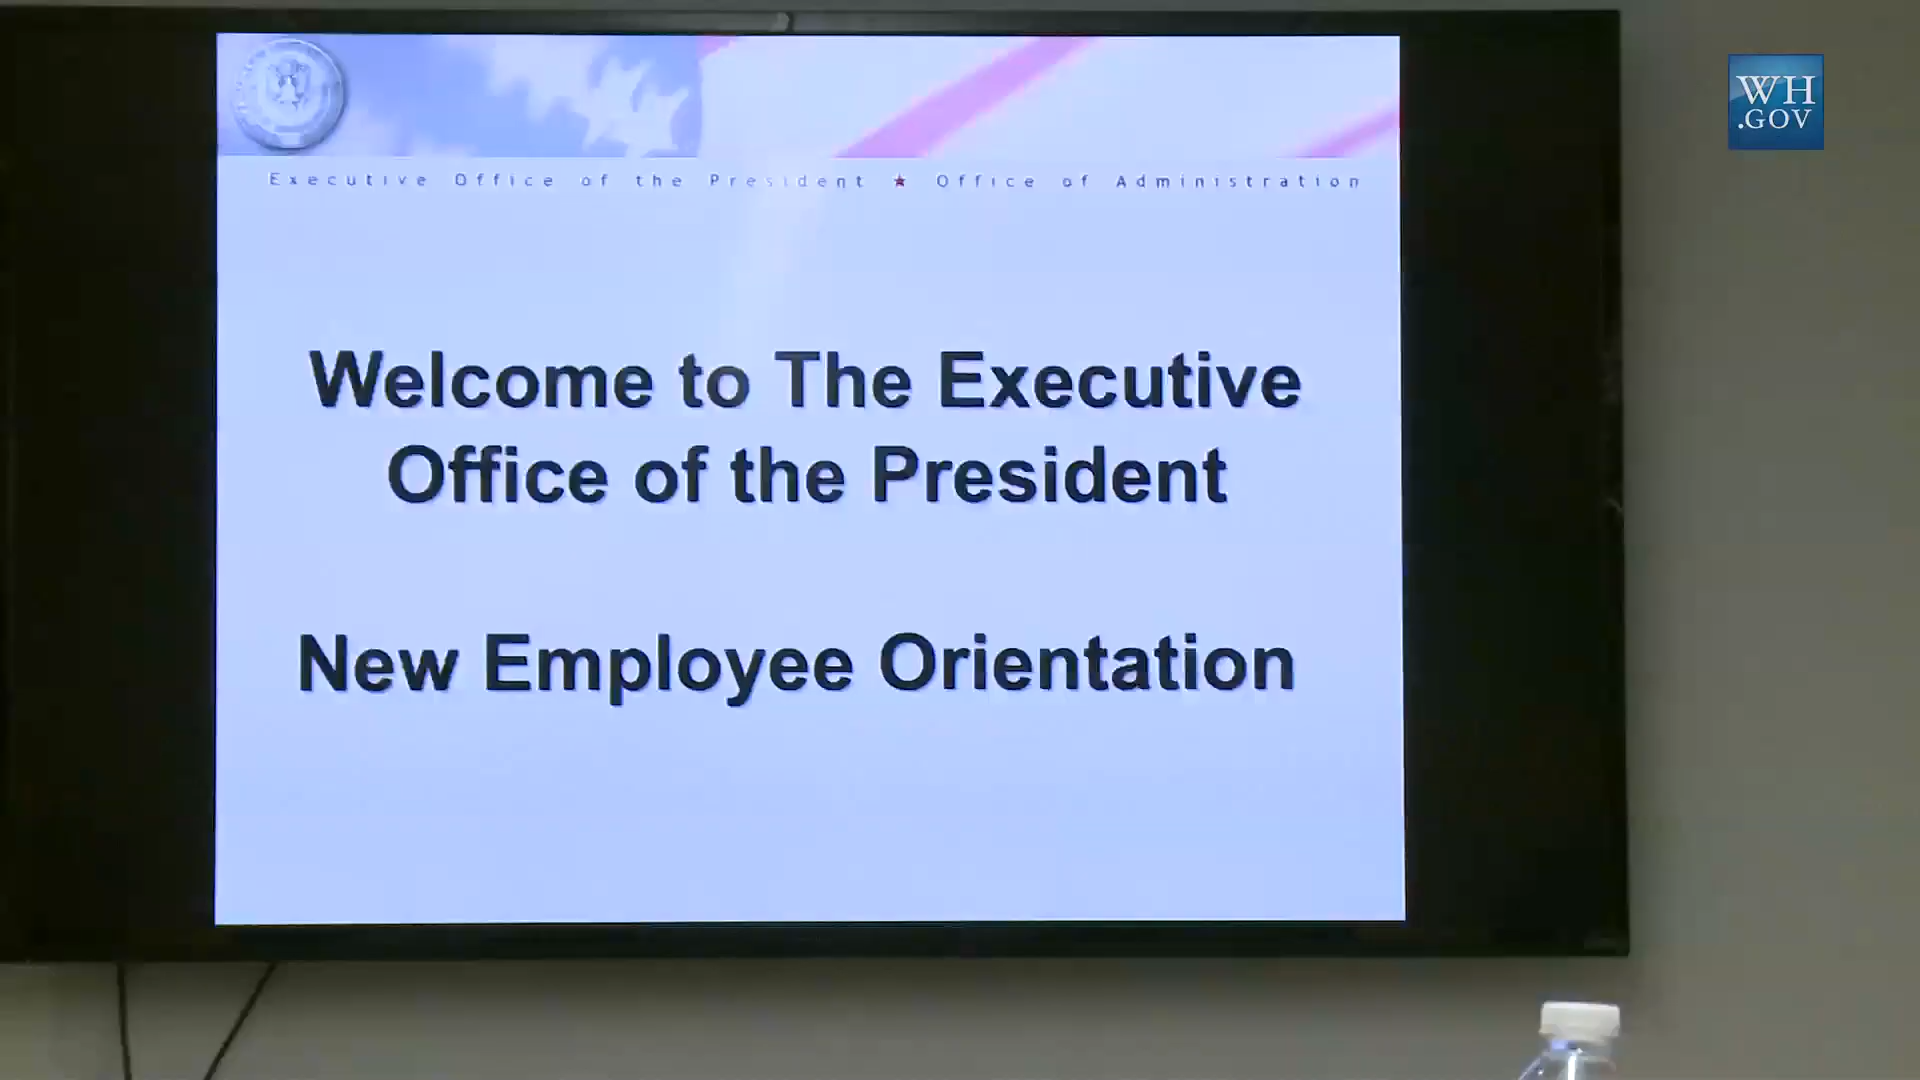 WH
.GOV
Executive Office of the President ★ Office of Administration
Welcome to The Executive
Office of the President
New Employee Orientation